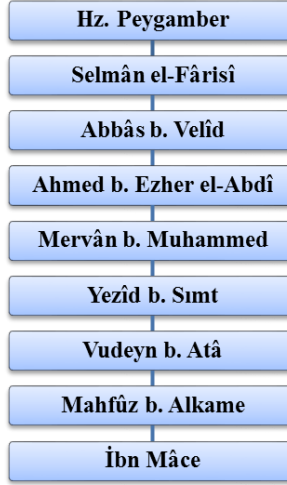 Hz. Peygamber
Selmân el-Fârisî
Abbâs b. Velîd
Ahmed b. Ezher el-Abdî
Mervân b. Muhammed
Yezîd b. Sımt
Vudeyn b. Atâ
Mahfûz b. Alkame
İbn Mâce